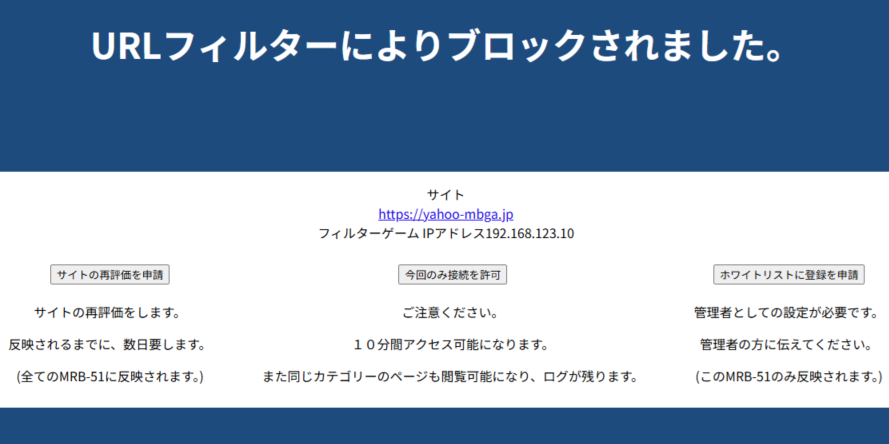 URLフィルターによりブロックされました。
サイト
https://yahoo-mbga.jp
フィルターゲーム IPアドレス192.168.123.10
サイトの再評価を申請
今回のみ接続を許可
ホワイトリストに登録を申請
サイトの再評価をします。
ご注意ください。
管理者としての設定が必要です。
反映されるまでに、数日要します。
１０分間アクセス可能になります。
管理者の方に伝えてください。
(全てのMRB-51に反映されます。)
また同じカテゴリーのページも閲覧可能になり、ログが残ります。
(このMRB-51のみ反映されます。)